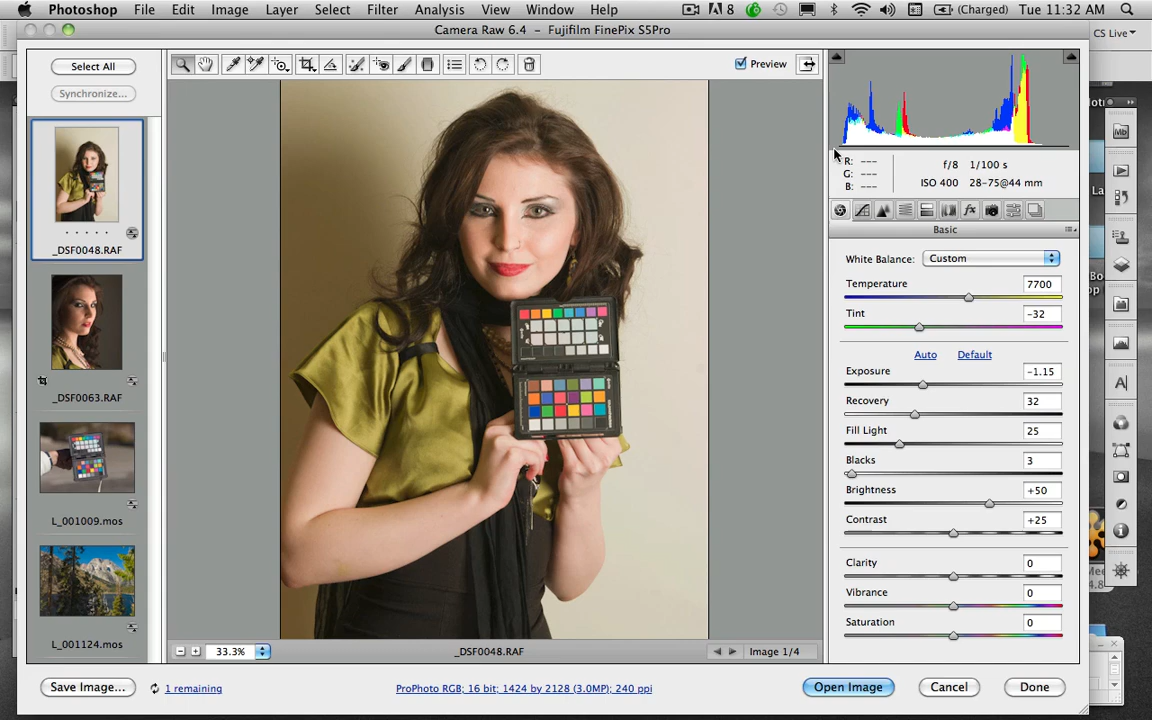 Photoshop File Edit Image Layer Select Filter Analysis View Window Help 8 (Charged) Tue 11:32 AM
Camera Raw 6.4 - Fujifilm FinePix S5Pro
CS Live
Select All
Synchronize...
Preview
_DSF0048.RAF
_DSF0063.RAF
L_001009.mos
L_001124.mos
R: ---
G: ---
B: ---
f/8 1/100 s
ISO 400 28-75@44 mm
Basic
White Balance: Custom
Temperature 7700
Tint -32
Auto Default
Exposure -1.15
Recovery 32
Fill Light 25
Blacks 3
Brightness +50
Contrast +25
Clarity 0
Vibrance 0
Saturation 0
Mb
A
33.3% _DSF0048.RAF Image 1/4
Save Image... 1 remaining ProPhoto RGB; 16 bit; 1424 by 2128 (3.0MP); 240 ppi Open Image Cancel Done